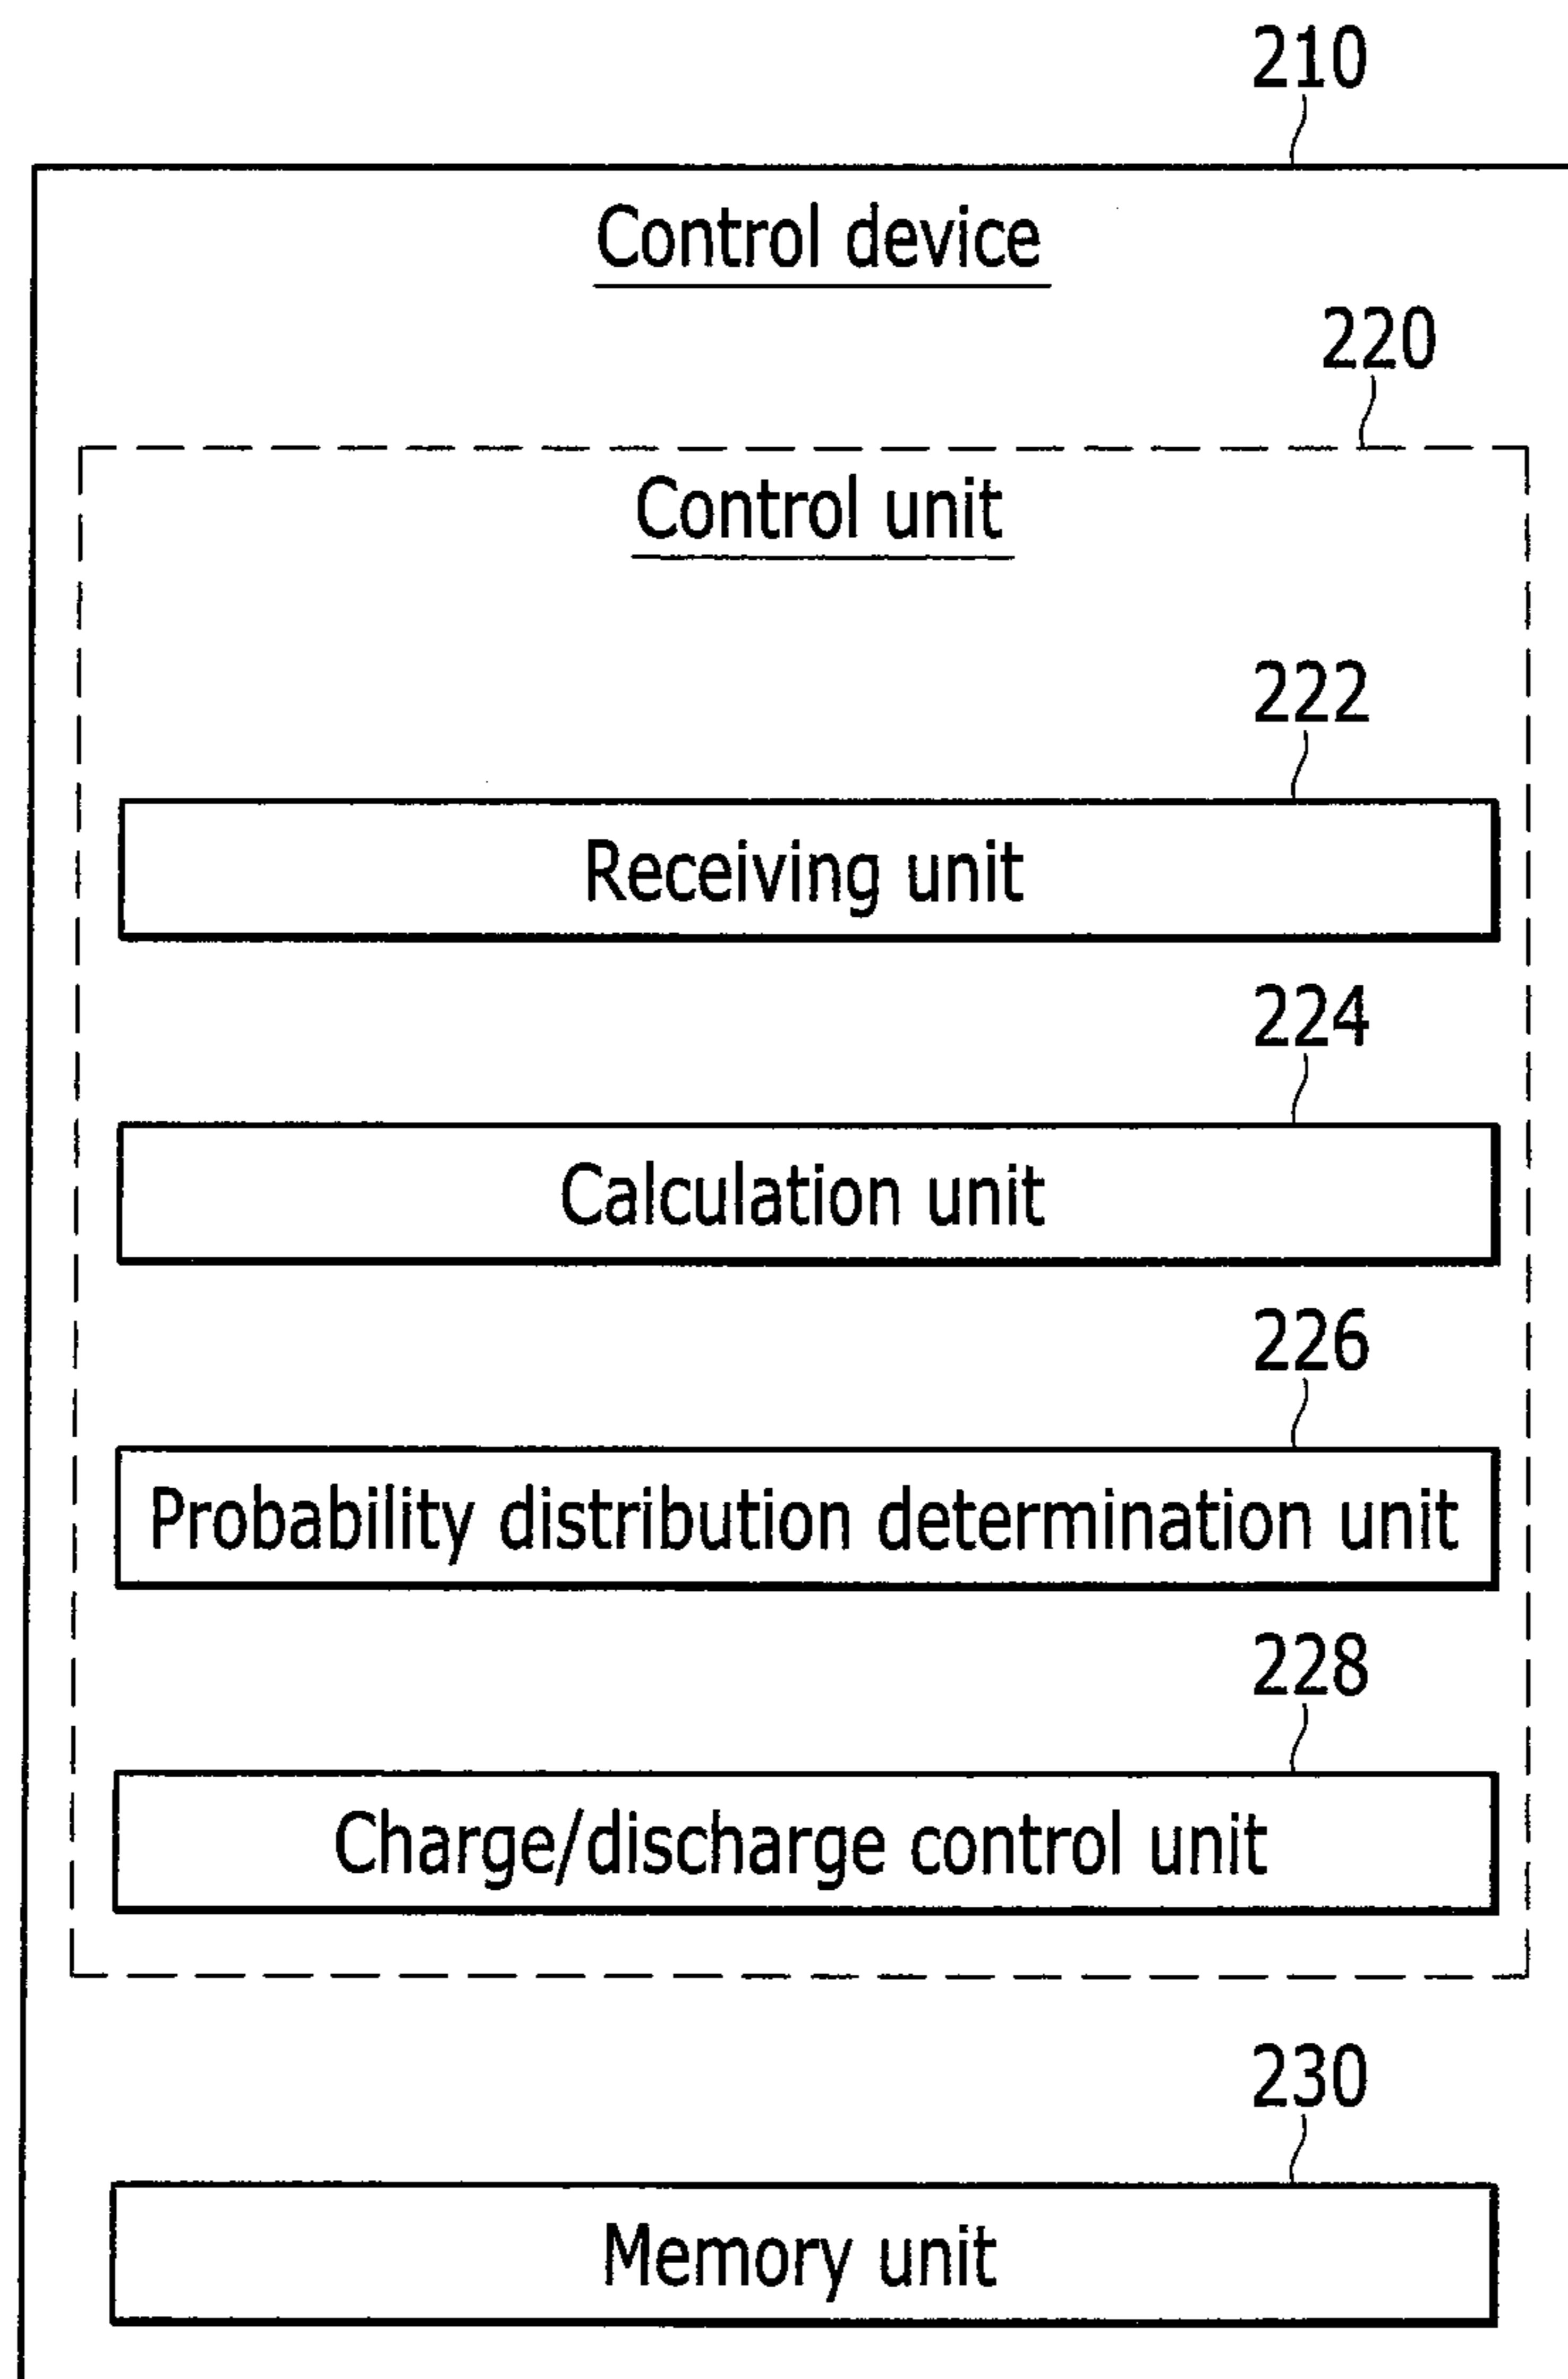 210
Control device
220
Control unit
222
Receiving unit
224
Calculation unit
226
Probability distribution determination unit
228
Charge/discharge control unit
230
Memory unit